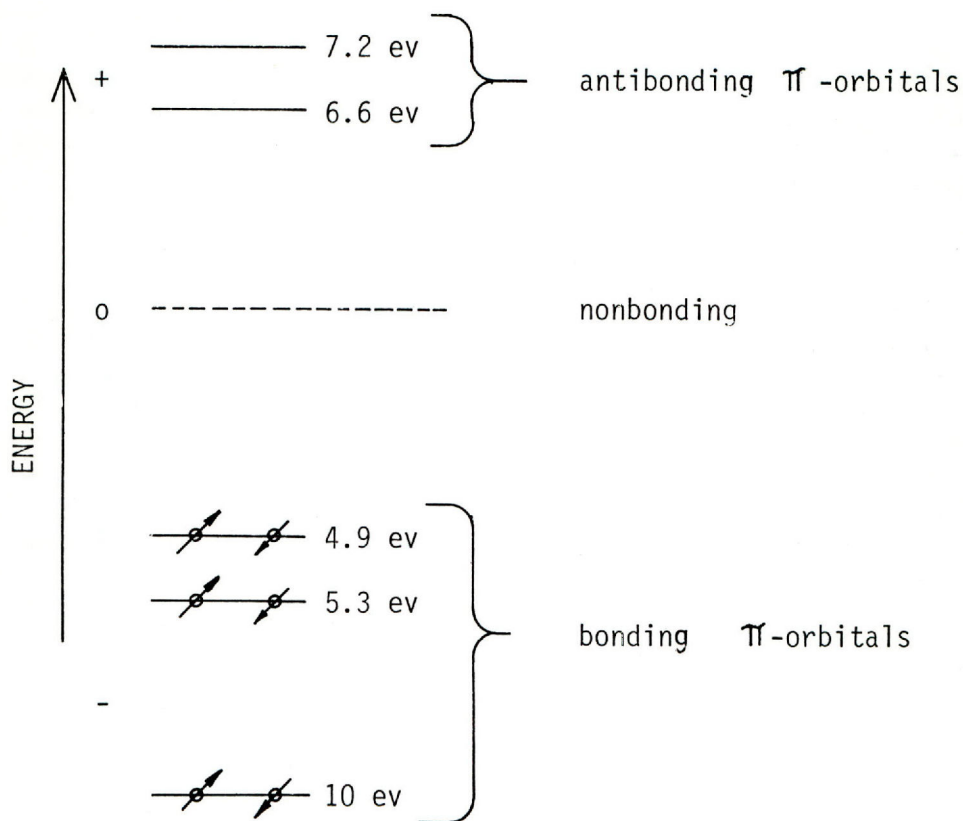 7.2 ev
+
antibonding π -orbitals
6.6 ev
o
nonbonding
ENERGY
4.9 ev
5.3 ev
bonding π-orbitals
-
10 ev